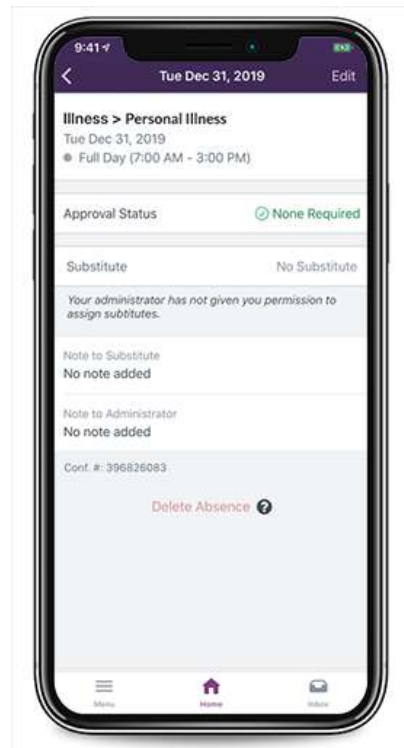 9:41
Tue Dec 31, 2019
Edit
Illness > Personal Illness
Tue Dec 31, 2019
Full Day (7:00 AM - 3:00 PM)
Approval Status
None Required
Substitute
No Substitute
Your administrator has not given you permission to
assign subtitutes.
Note to Substitute
No note added
Note to Administrator
No note added
Conf. #: 396826083
Delete Absence ?
Menu
Home
Inbox